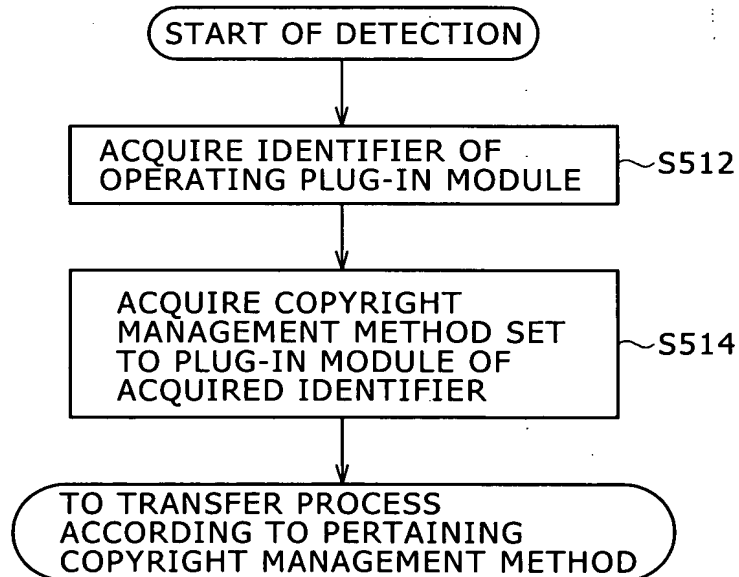 START OF DETECTION
ACQUIRE IDENTIFIER OF
OPERATING PLUG-IN MODULE
S512
ACQUIRE COPYRIGHT
MANAGEMENT METHOD SET
TO PLUG-IN MODULE OF
ACQUIRED IDENTIFIER
S514
TO TRANSFER PROCESS
ACCORDING TO PERTAINING
COPYRIGHT MANAGEMENT METHOD